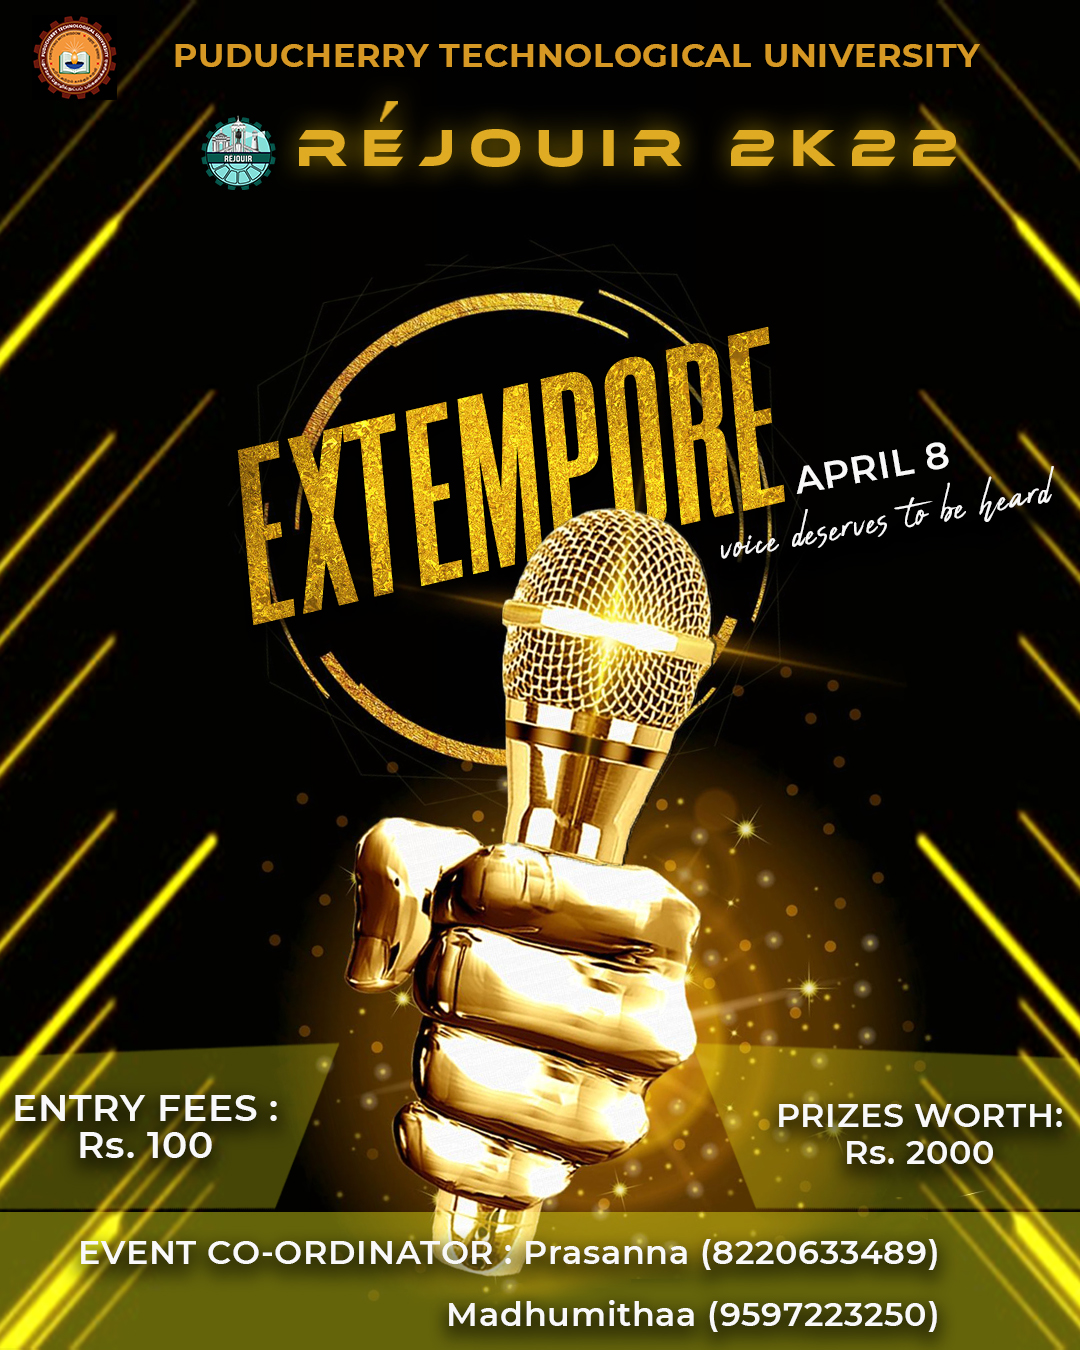 PUDUCHERRY TECHNOLOGICAL UNIVERSITY
RÉJOUIR 2K22
REJOUIR
EXTEMPORE
APRIL 8
voice deserves to be heard
ENTRY FEES :
Rs. 100
PRIZES WORTH:
Rs. 2000
EVENT CO-ORDINATOR : Prasanna (8220633489)
Madhumithaa (9597223250)